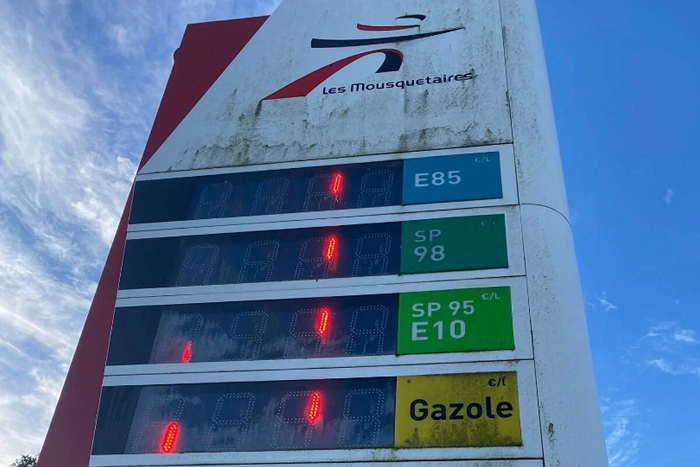 Les Mousquetaires
€/L
E85
€/L
SP
98
SP 95 €/L
E10
€/l
Gazole